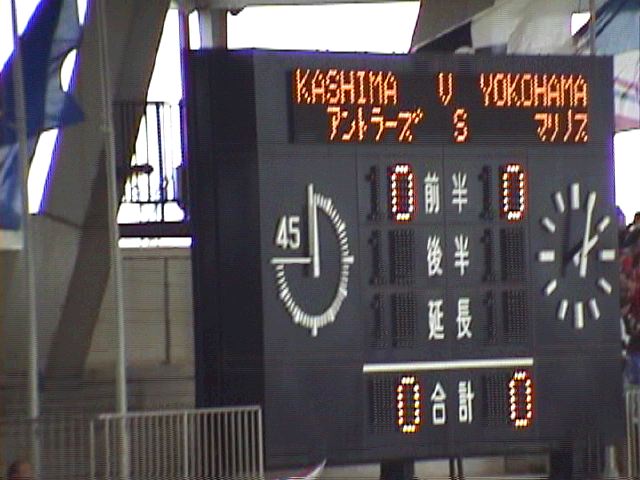 KASHIMA V YOKOHAMA
アントラーズ S マリノス
0 前半 0
45
後半
延長
0 合計 0